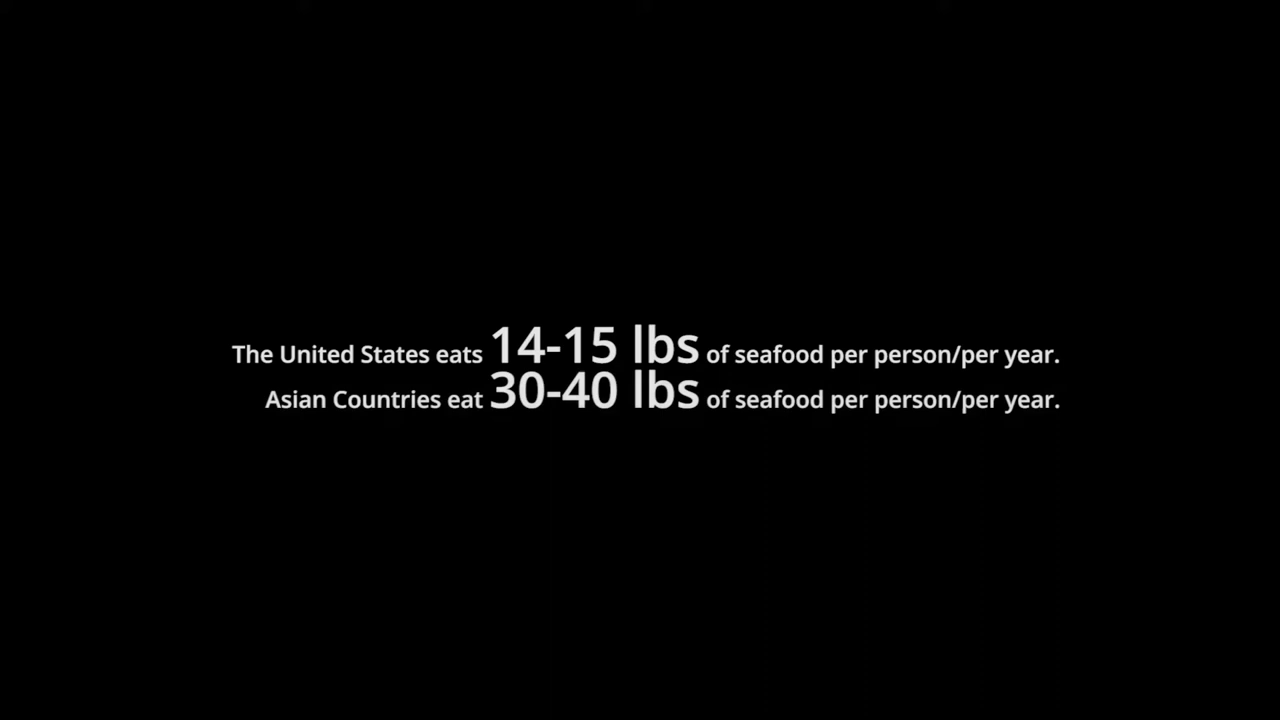 The United States eats 14-15 lbs of seafood per person/per year.
Asian Countries eat 30-40 lbs of seafood per person/per year.